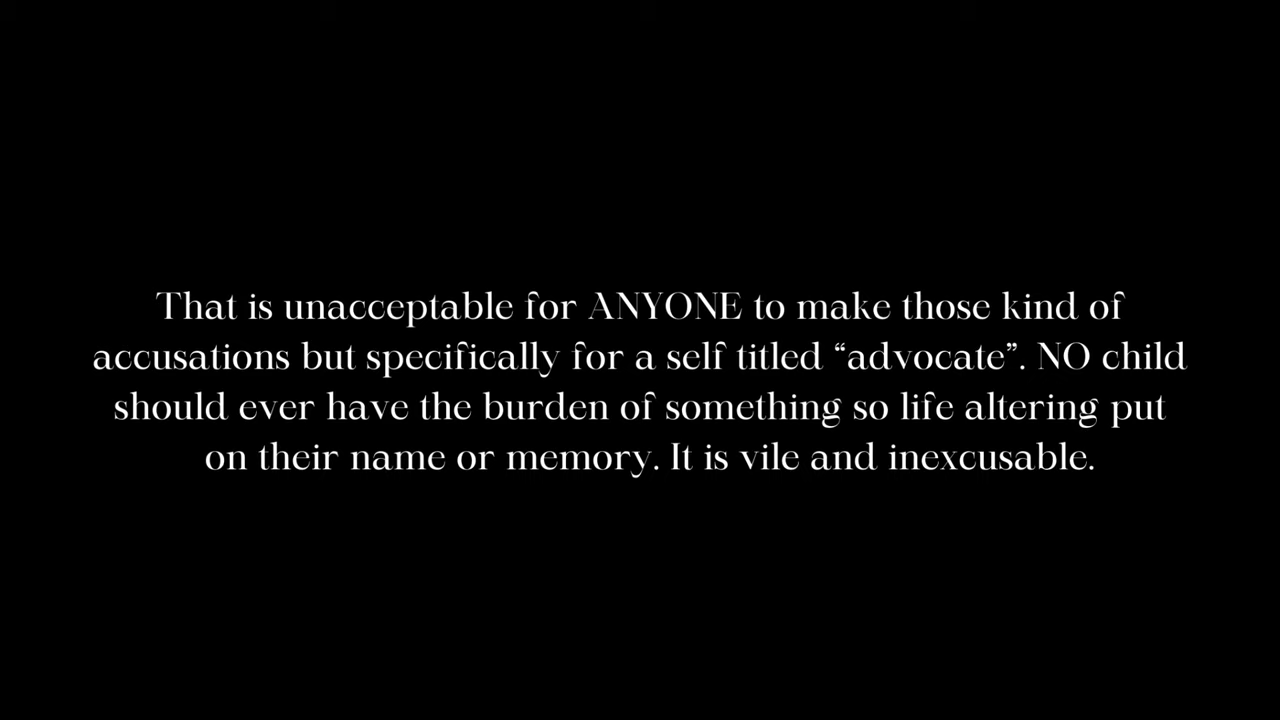 That is unacceptable for ANYONE to make those kind of
accusations but specifically for a self titled “advocate”. NO child
should ever have the burden of something so life altering put
on their name or memory. It is vile and inexcusable.